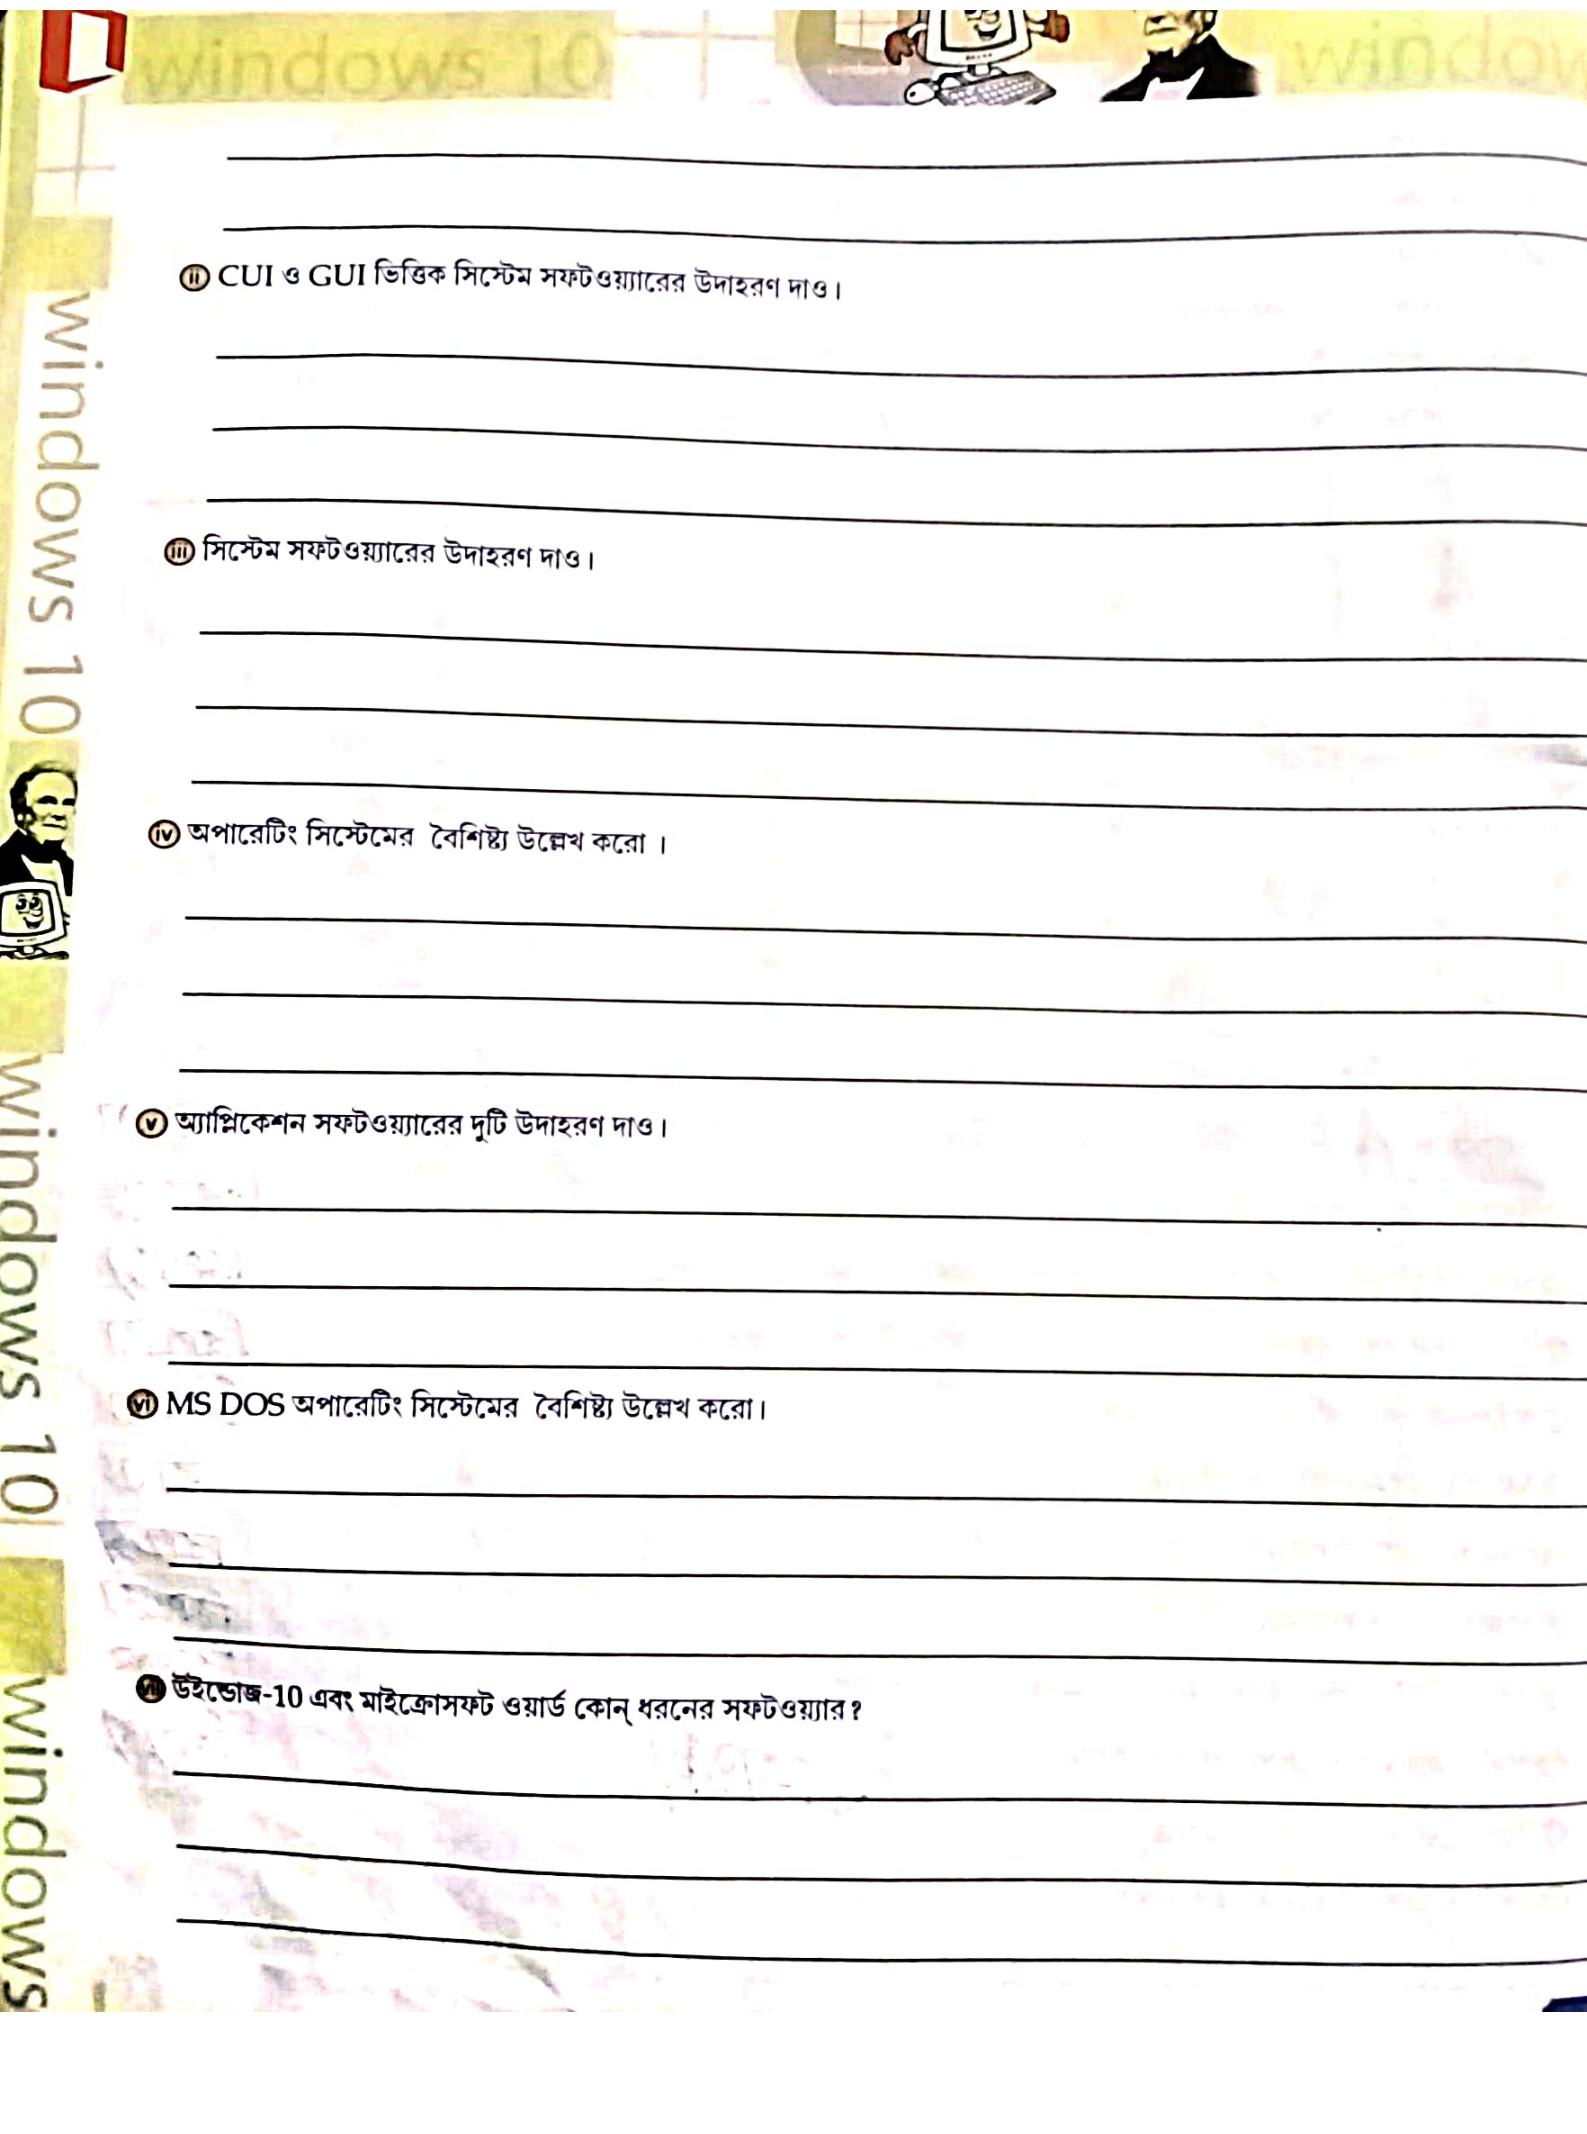 windows 10
window
ii CUI ও GUI ভিত্তিক সিস্টেম সফটওয়্যারের উদাহরণ দাও।
iii সিস্টেম সফটওয়্যারের উদাহরণ দাও।
iv অপারেটিং সিস্টেমের বৈশিষ্ট্য উল্লেখ করো ।
v অ্যাপ্লিকেশন সফটওয়্যারের দুটি উদাহরণ দাও।
vi MS DOS অপারেটিং সিস্টেমের বৈশিষ্ট্য উল্লেখ করো।
vii উইন্ডোজ-10 এবং মাইক্রোসফট ওয়ার্ড কোন্ ধরনের সফটওয়্যার?
windows 10
windows 10
windows